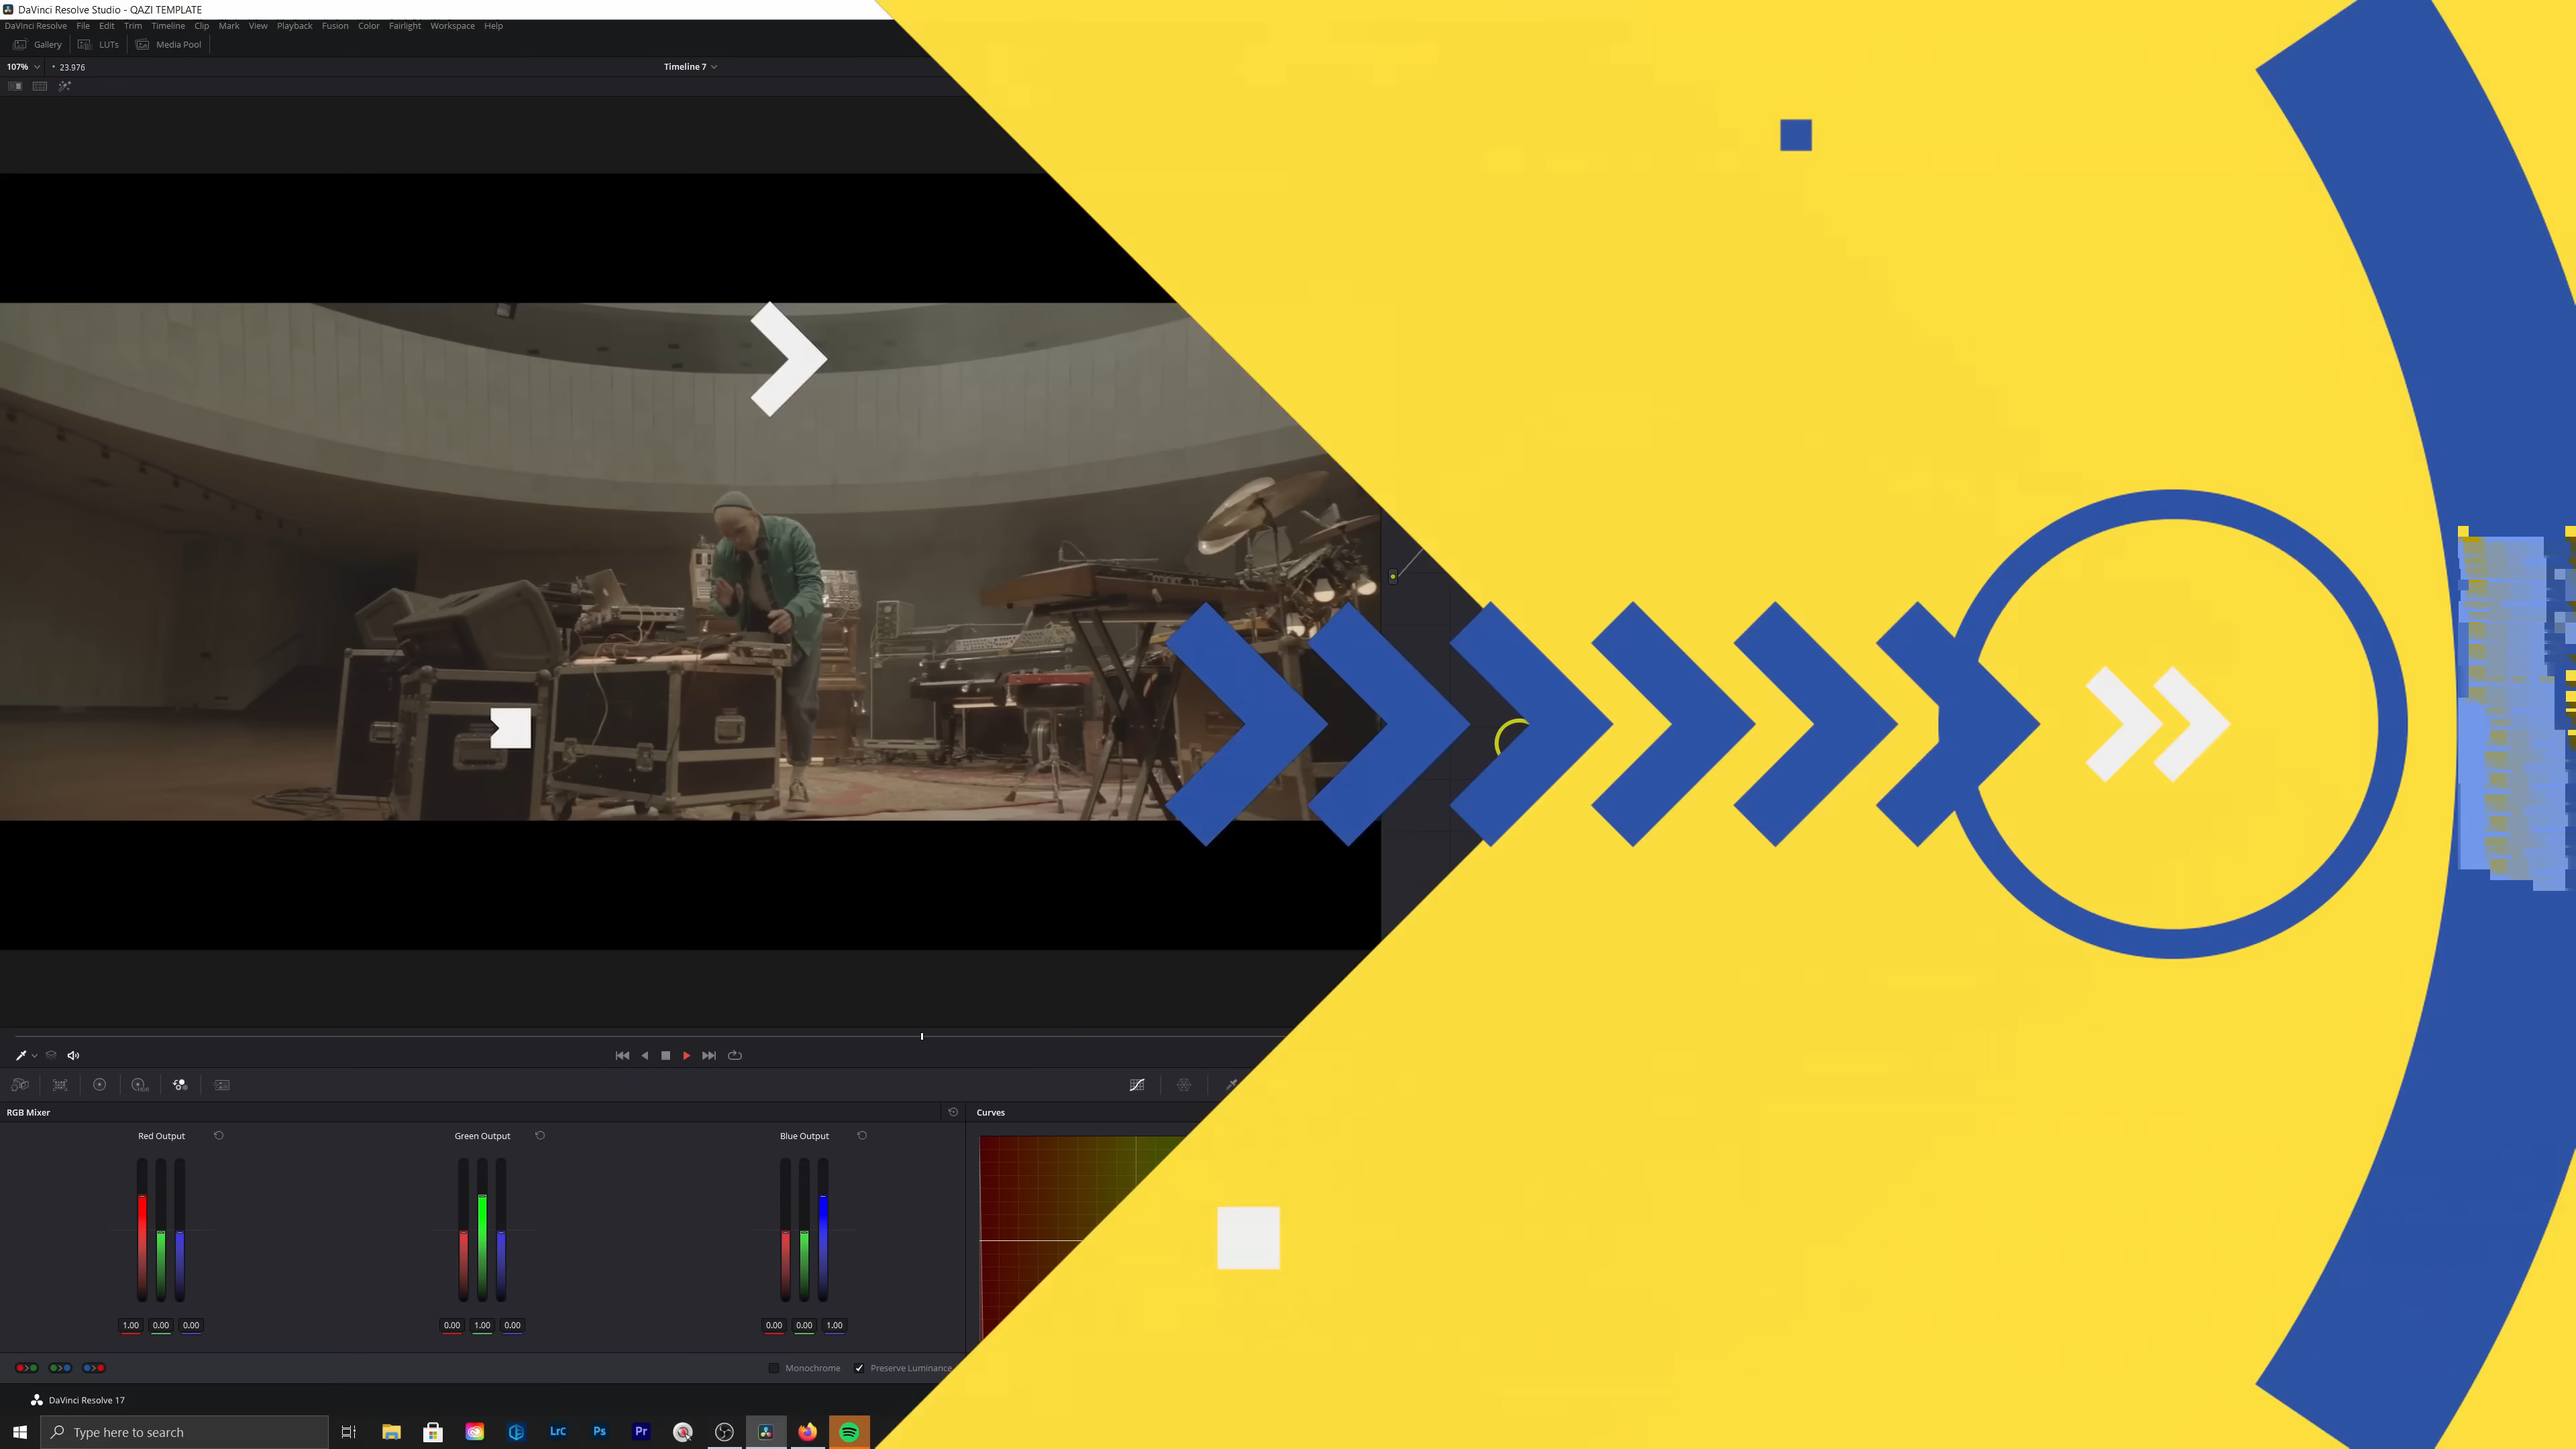 DaVinci Resolve Studio - QAZI TEMPLATE
DaVinci Resolve File Edit Trim Timeline Clip Mark View Playback Fusion Color Fairlight Workspace Help
Gallery LUTs Media Pool
107% 23.976 Timeline 7
RGB Mixer Curves
Red Output Green Output Blue Output
1.00 0.00 0.00 0.00 1.00 0.00 0.00 0.00 1.00
Monochrome Preserve Luminance
DaVinci Resolve 17
Type here to search LrC Ps Pr